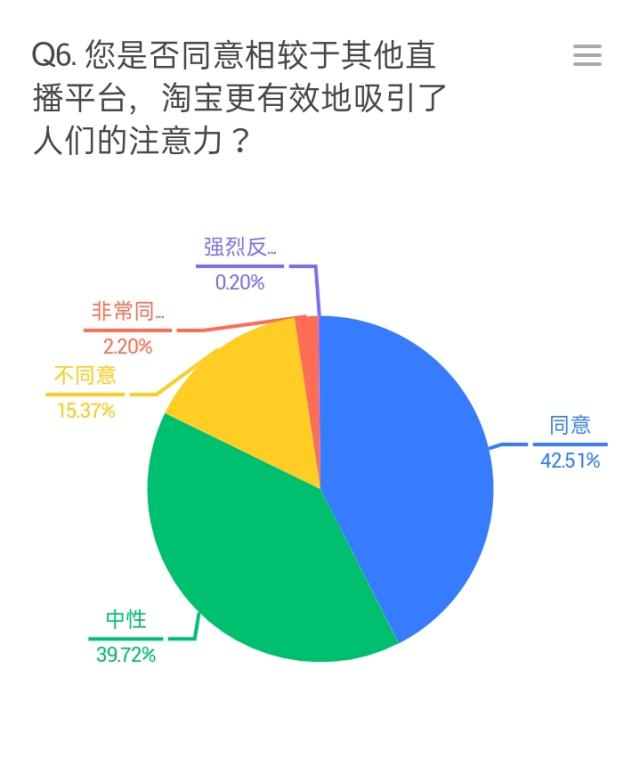 Q6. 您是否同意相较于其他直
播平台，淘宝更有效地吸引了
人们的注意力？
强烈反...
0.20%
非常同...
2.20%
不同意
15.37%
同意
42.51%
中性
39.72%